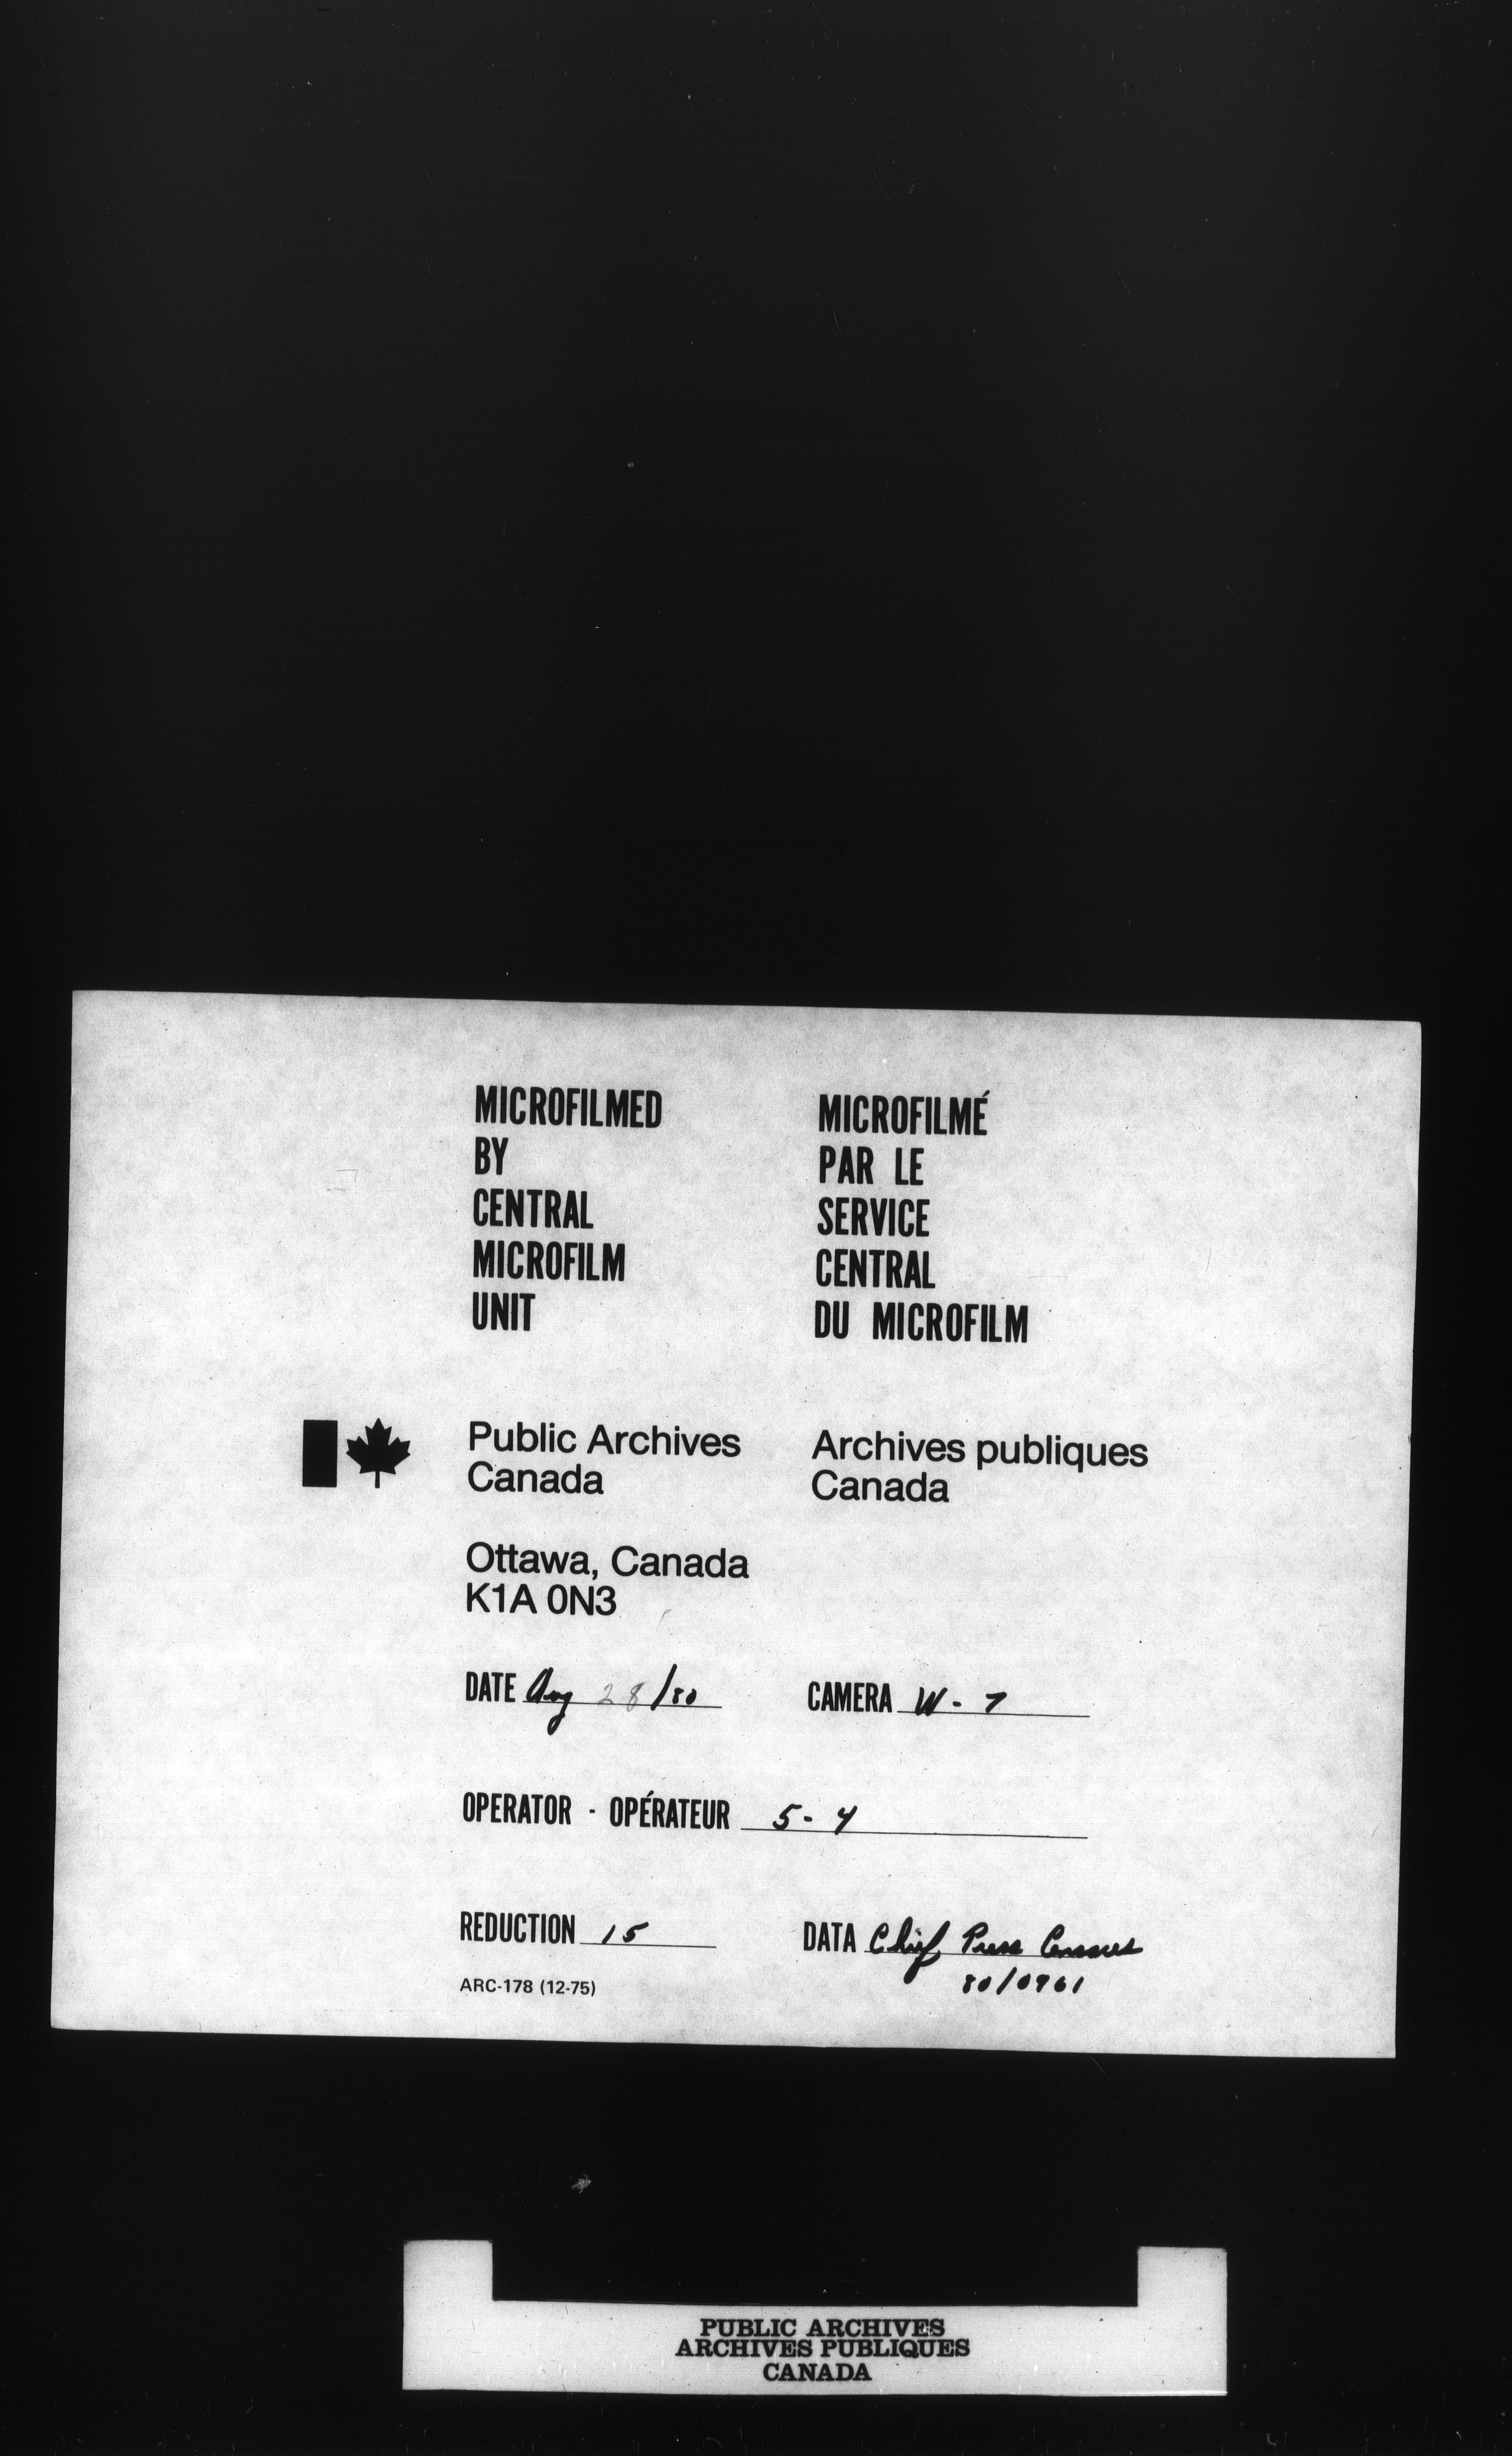 MICROFILMED
BY
CENTRAL
MICROFILM
UNIT
MICROFILMÉ
PAR LE
SERVICE
CENTRAL
DU MICROFILM
Public Archives
Canada
Archives publiques
Canada
Ottawa, Canada
K1A 0N3
DATE Aug 28/80
CAMERA W-7
OPERATOR - OPÉRATEUR 5-4
REDUCTION 15
DATA Chief Press
80/0961
ARC-178 (12-75)
PUBLIC ARCHIVES
ARCHIVES PUBLIQUES
CANADA